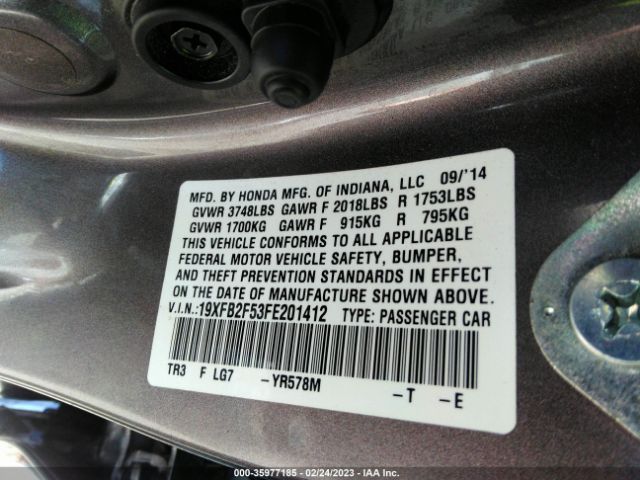 MFD. BY HONDA MFG. OF INDIANA, LLC 09/'14
GVWR 3748LBS GAWR F 2018LBS R 1753LBS
GVWR 1700KG GAWR F 915KG R 795KG
THIS VEHICLE CONFORMS TO ALL APPLICABLE
FEDERAL MOTOR VEHICLE SAFETY, BUMPER,
AND THEFT PREVENTION STANDARDS IN EFFECT
ON THE DATE OF MANUFACTURE SHOWN ABOVE.
V.I.N.:19XFB2F53FE201412 TYPE: PASSENGER CAR
TR3 F LG7 -YR578M -T -E
000-35977185 - 02/24/2023 - IAA Inc.